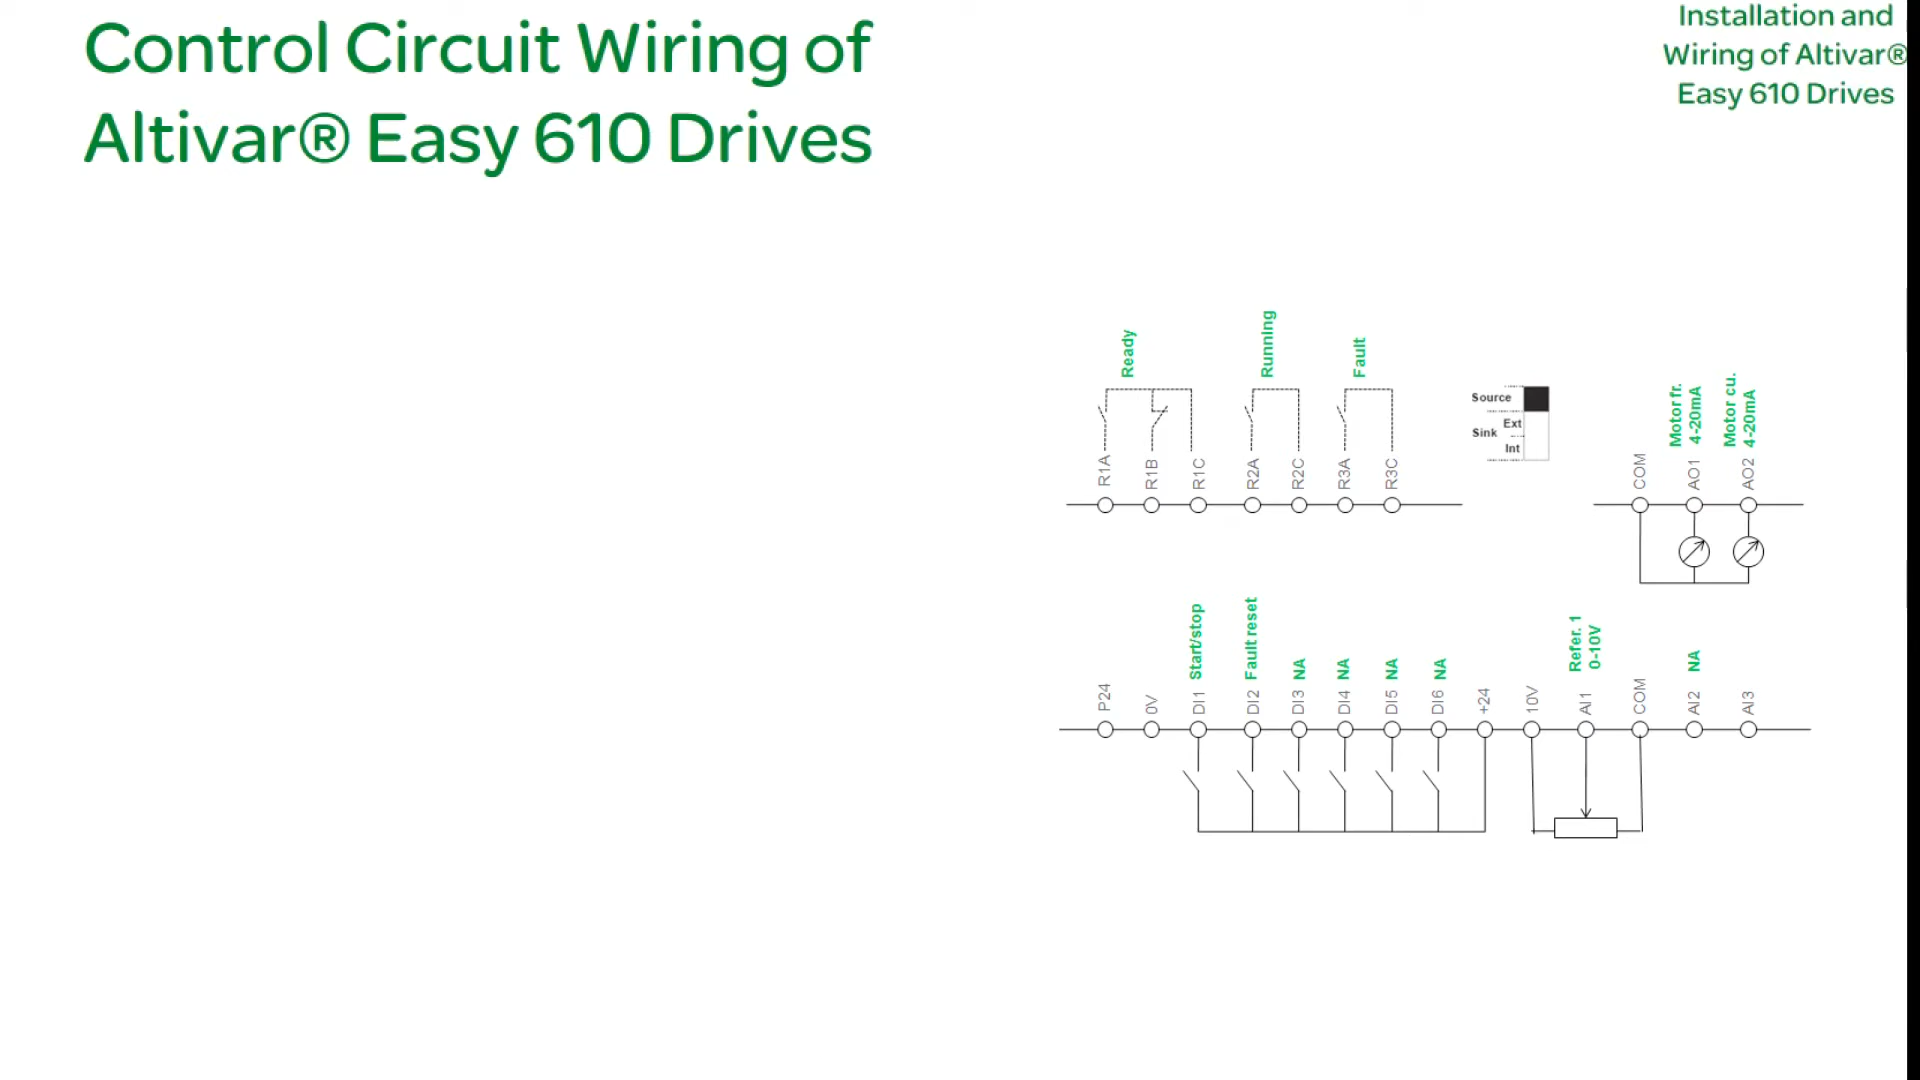 Control Circuit Wiring of
Altivar® Easy 610 Drives
Installation and
Wiring of Altivar®
Easy 610 Drives
Ready
Running
Fault
Source
Ext
Sink
Int
Motor fr.
4-20mA
Motor cu.
4-20mA
R1A
R1B
R1C
R2A
R2C
R3A
R3C
COM
AO1
AO2
Start/stop
Fault reset
NA
NA
NA
NA
Refer. 1
0-10V
NA
P24
0V
DI1
DI2
DI3
DI4
DI5
DI6
+24
10V
AI1
COM
AI2
AI3